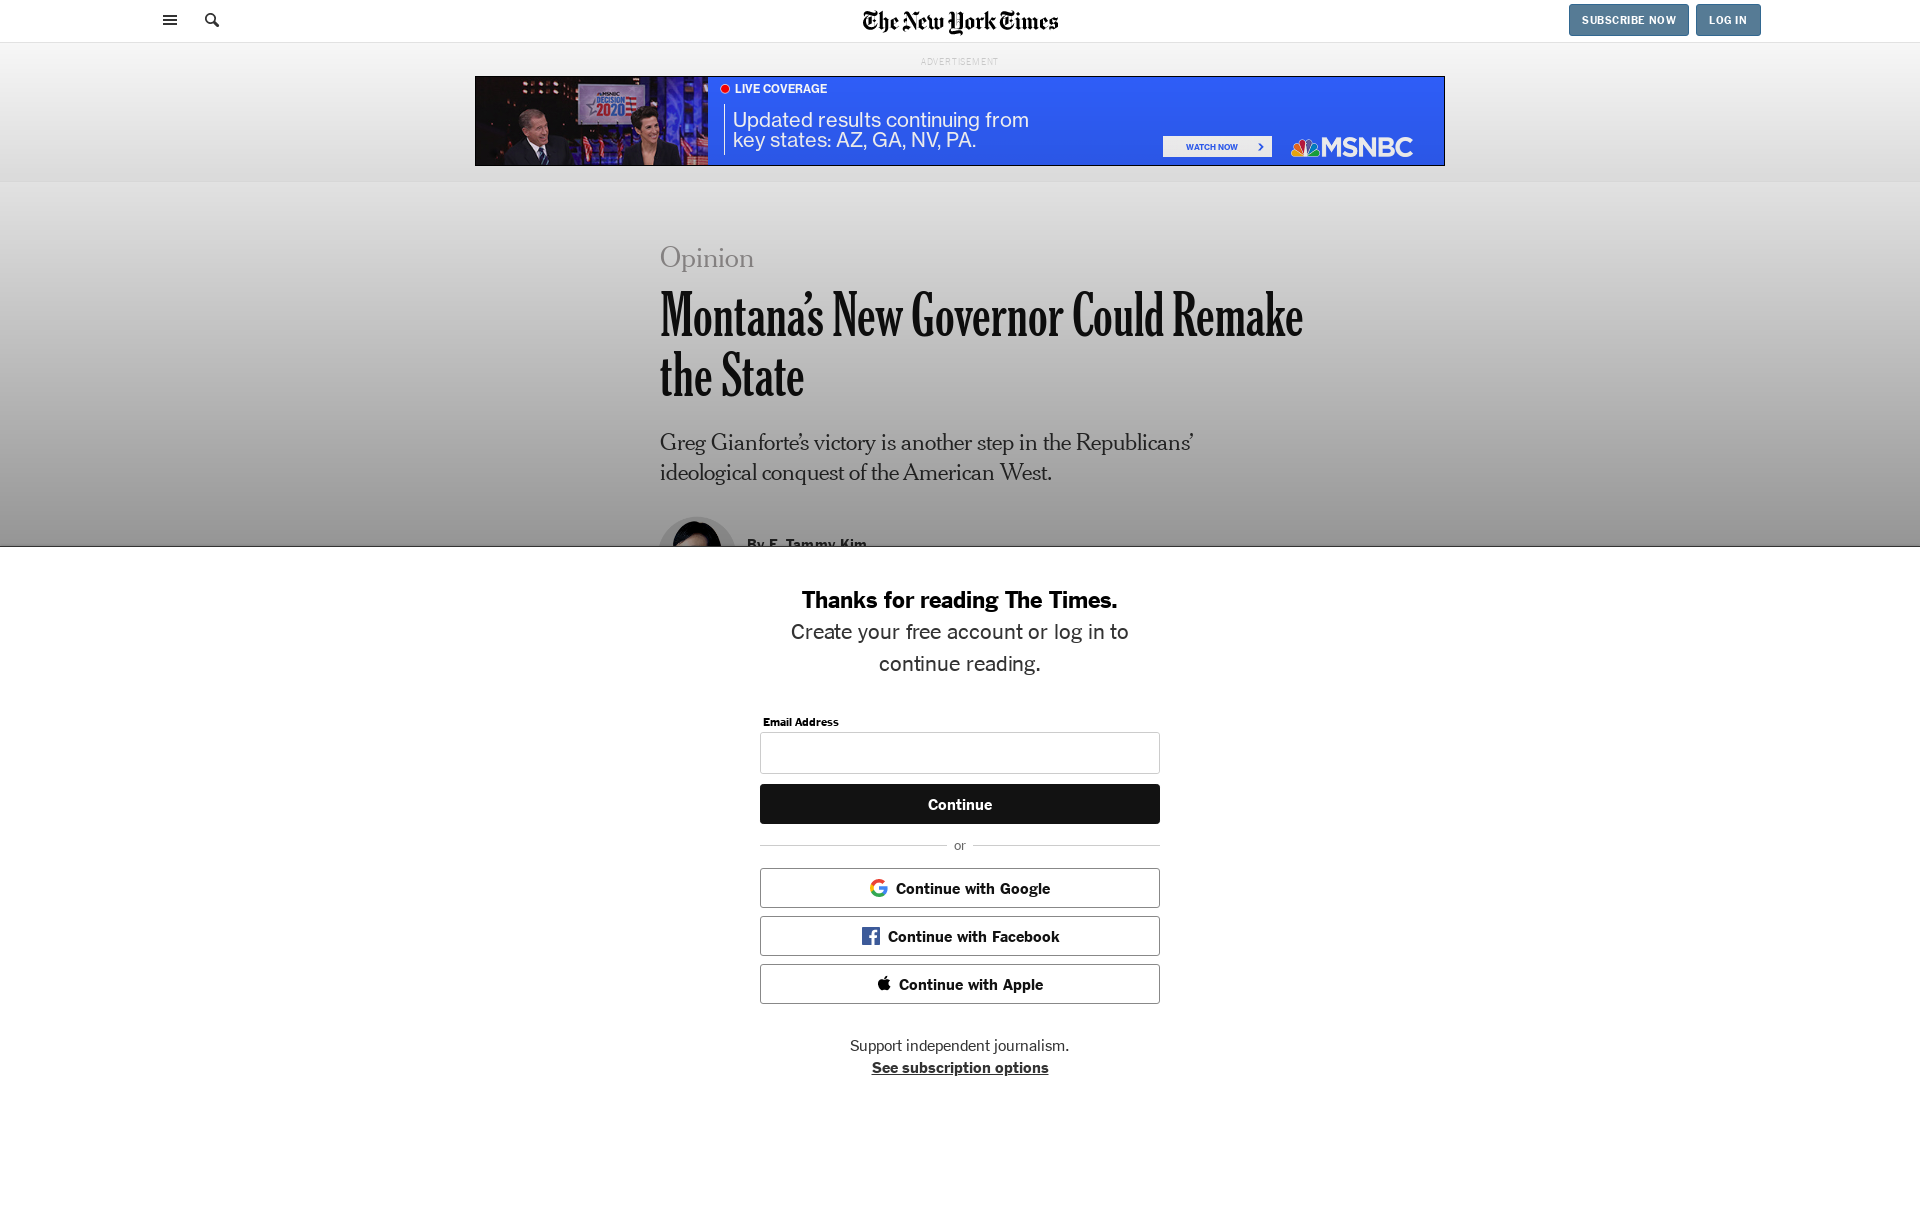 The New York Times
SUBSCRIBE NOW
LOG IN
ADVERTISEMENT
MSNBC
DECISION
2020
LIVE COVERAGE
Updated results continuing from
key states: AZ, GA, NV, PA.
WATCH NOW
MSNBC
Opinion
Montana’s New Governor Could Remake
the State
Greg Gianforte’s victory is another step in the Republicans’
ideological conquest of the American West.
By E. Tammy Kim
Thanks for reading The Times.
Create your free account or log in to
continue reading.
Email Address
Continue
or
Continue with Google
Continue with Facebook
Continue with Apple
Support independent journalism.
See subscription options